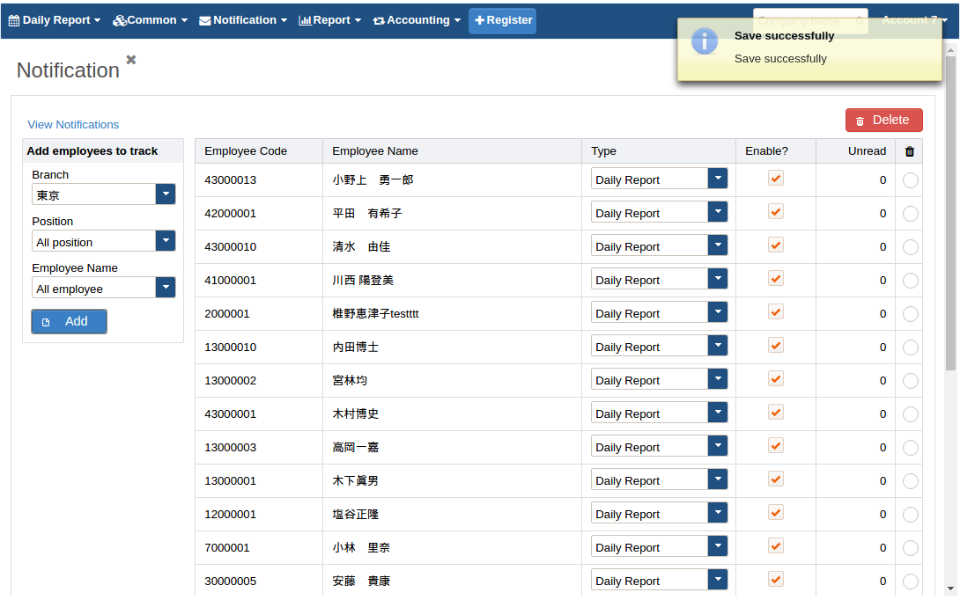 Daily Report Common Notification Report Accounting Register Company name Account 7
Save successfully
Save successfully
Notification
View Notifications
Delete
Add employees to track
Branch
東京
Position
All position
Employee Name
All employee
Add
Employee Code Employee Name Type Enable? Unread
43000013 小野上 勇一郎 Daily Report 0
42000001 平田 有希子 Daily Report 0
43000010 清水 由佳 Daily Report 0
41000001 川西 陽登美 Daily Report 0
2000001 椎野恵津子testttt Daily Report 0
13000010 内田博士 Daily Report 0
13000002 宮林均 Daily Report 0
43000001 木村博史 Daily Report 0
13000003 高岡一嘉 Daily Report 0
13000001 木下眞男 Daily Report 0
12000001 塩谷正隆 Daily Report 0
7000001 小林 里奈 Daily Report 0
30000005 安藤 貴康 Daily Report 0